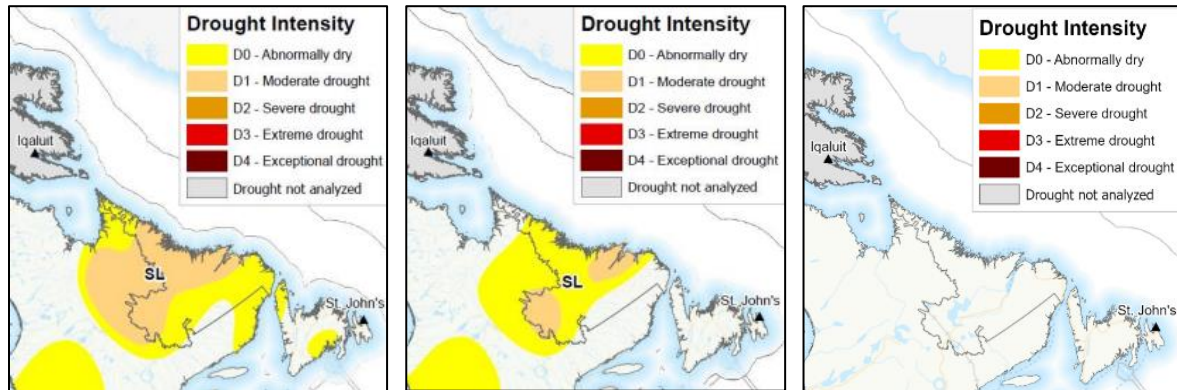 Drought Intensity
D0 - Abnormally dry
D1 - Moderate drought
D2 - Severe drought
D3 - Extreme drought
D4 - Exceptional drought
Drought not analyzed
Iqaluit
SL
St. John's
Drought Intensity
D0 - Abnormally dry
D1 - Moderate drought
D2 - Severe drought
D3 - Extreme drought
D4 - Exceptional drought
Drought not analyzed
Iqaluit
SL
St. John's
Drought Intensity
D0 - Abnormally dry
D1 - Moderate drought
D2 - Severe drought
D3 - Extreme drought
D4 - Exceptional drought
Drought not analyzed
Iqaluit
St. John's